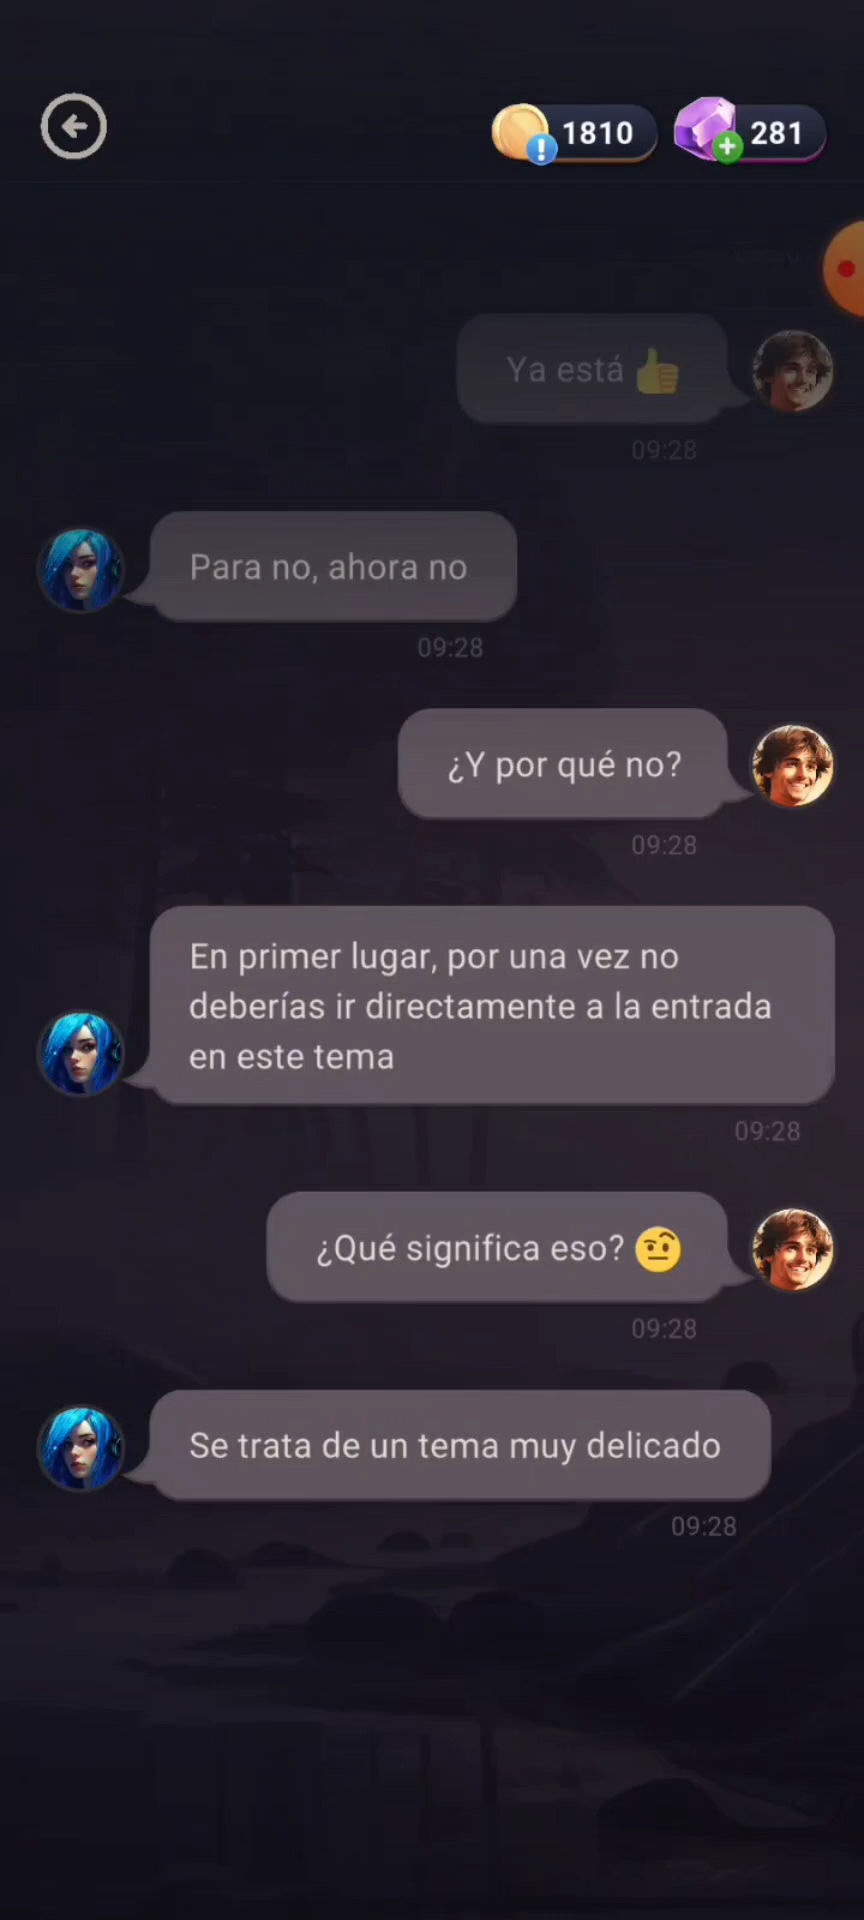 1810
281
Ya está 👍
09:28
Para no, ahora no
09:28
¿Y por qué no?
09:28
En primer lugar, por una vez no
deberías ir directamente a la entrada
en este tema
09:28
¿Qué significa eso? 🤨
09:28
Se trata de un tema muy delicado
09:28